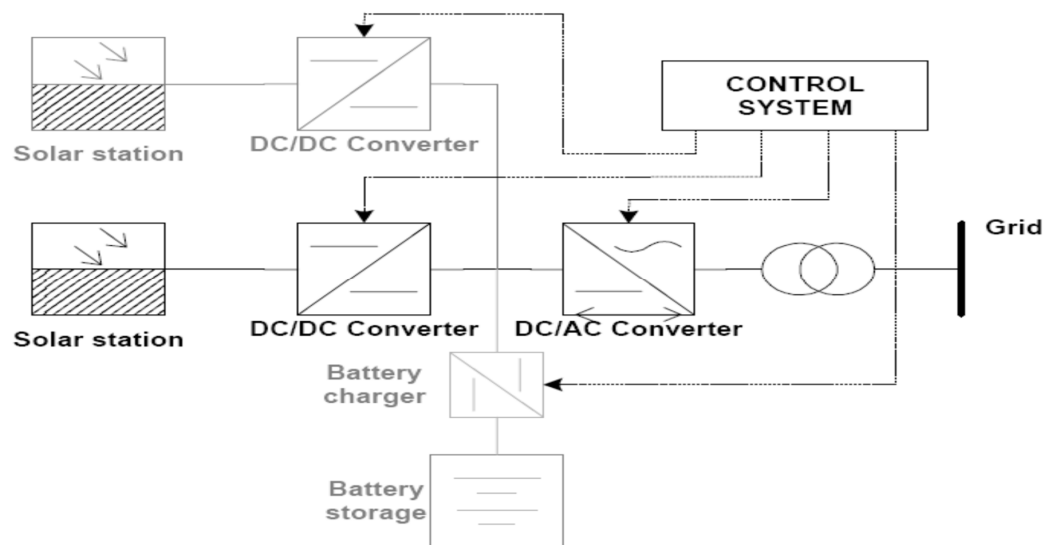 CONTROL
SYSTEM
DC/DC Converter
Solar station
Grid
DC/DC Converter
DC/AC Converter
Solar station
Battery
charger
Battery
storage